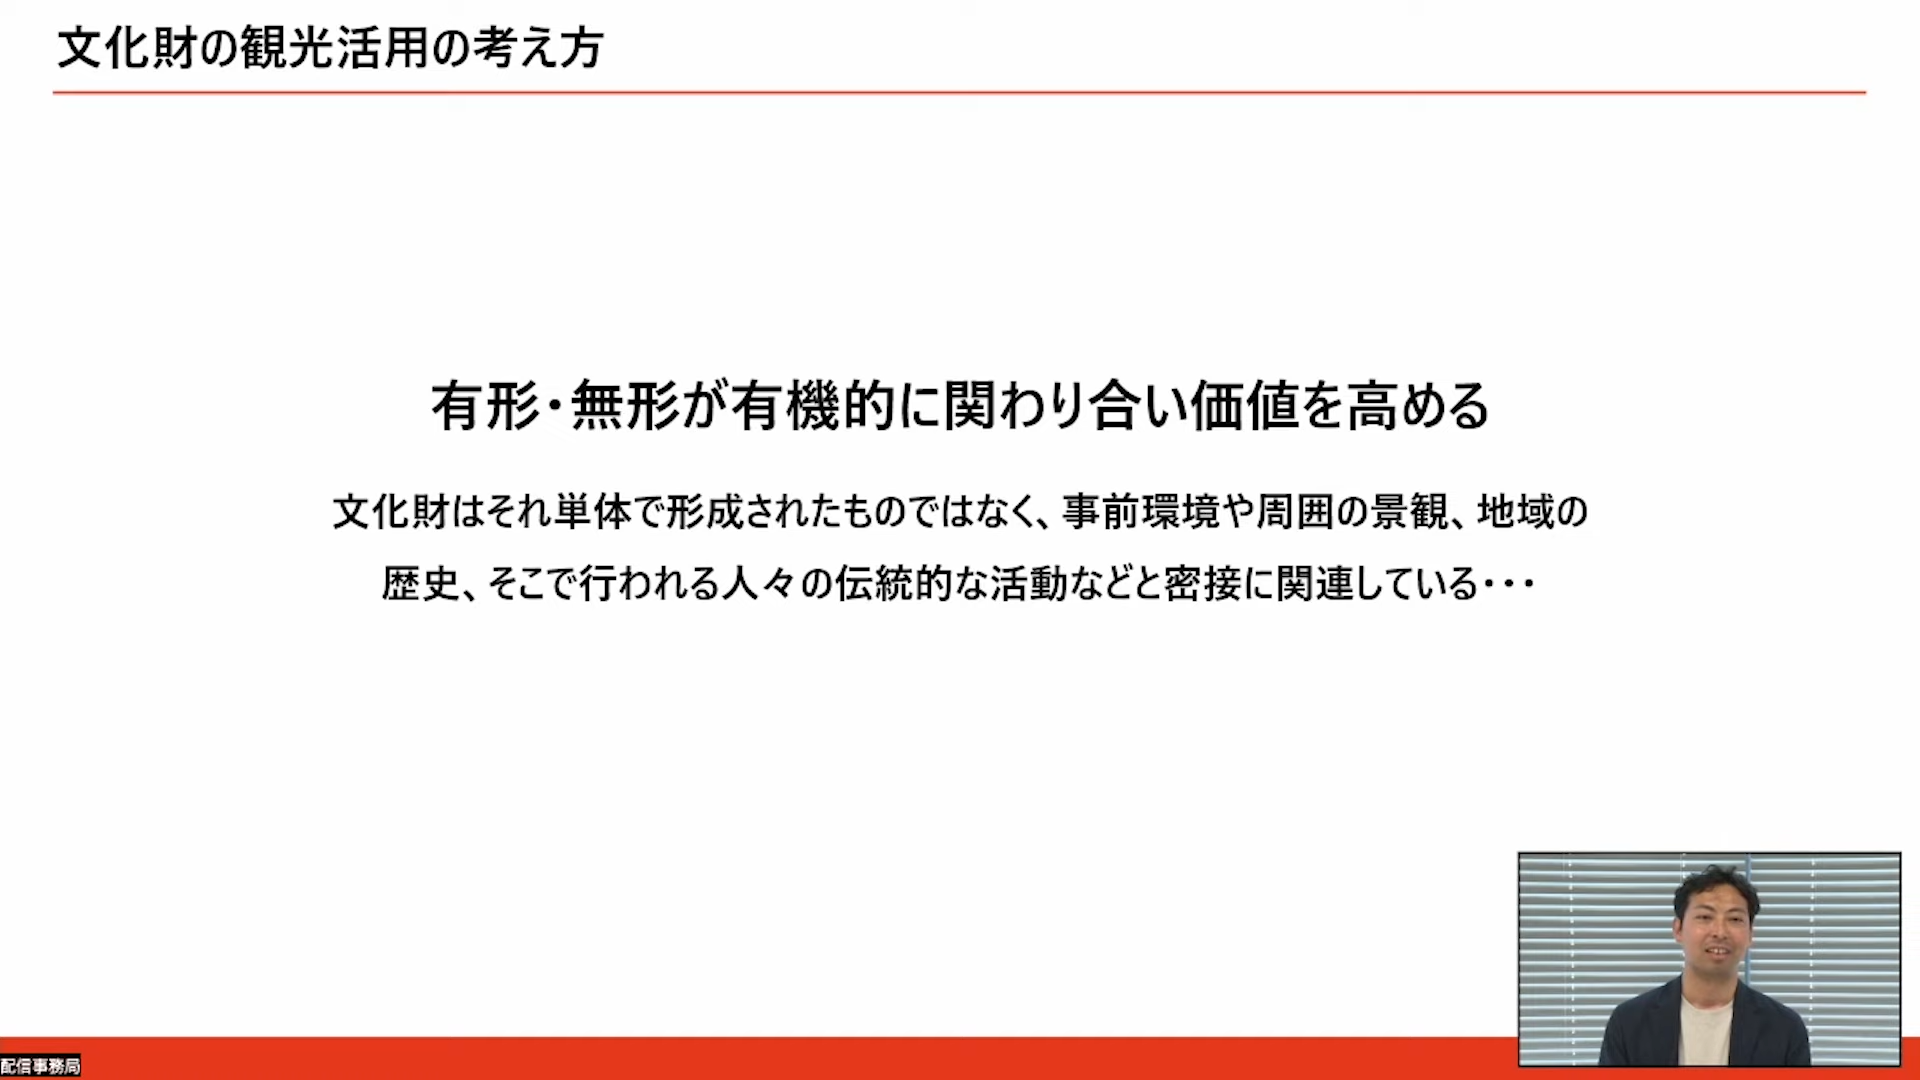 文化財の観光活用の考え方
有形・無形が有機的に関わり合い価値を高める
文化財はそれ単体で形成されたものではなく、事前環境や周囲の景観、地域の
歴史、そこで行われる人々の伝統的な活動などと密接に関連している・・・
配信事務局